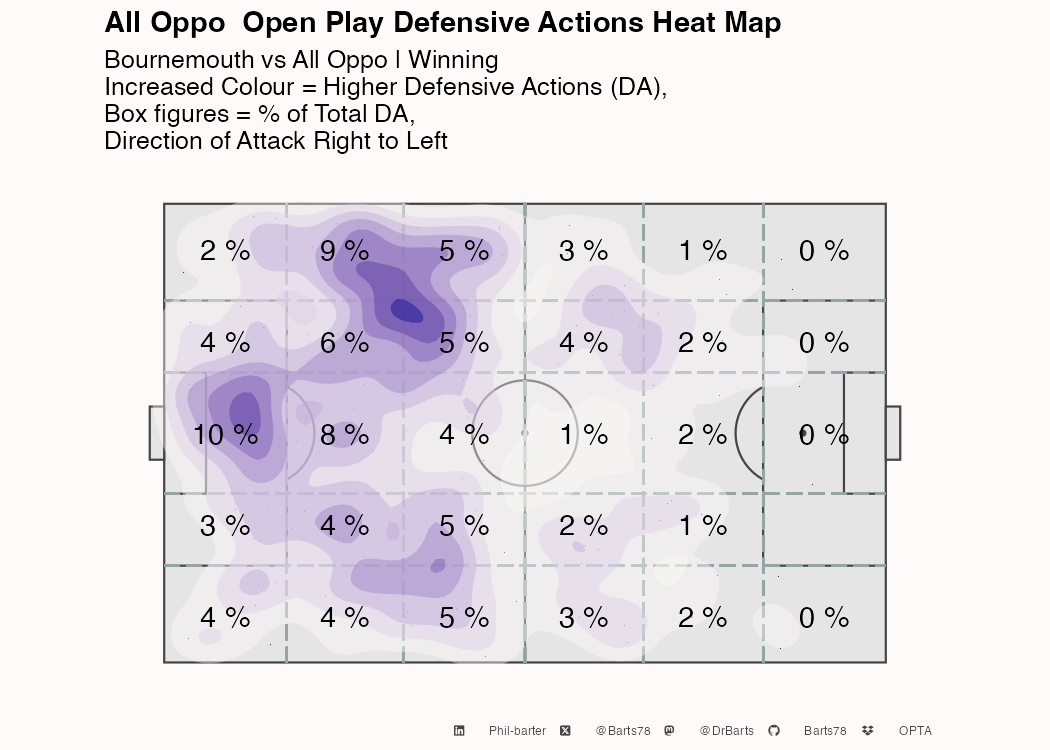 All Oppo  Open Play Defensive Actions Heat Map
Bournemouth vs All Oppo | Winning
Increased Colour = Higher Defensive Actions (DA),
Box figures = % of Total DA,
Direction of Attack Right to Left
2 % 9 % 5 % 3 % 1 % 0 %
4 % 6 % 5 % 4 % 2 % 0 %
10 % 8 % 4 % 1 % 2 % 0 %
3 % 4 % 5 % 2 % 1 %
4 % 4 % 5 % 3 % 2 % 0 %
Phil-barter @Barts78 @DrBarts Barts78 OPTA